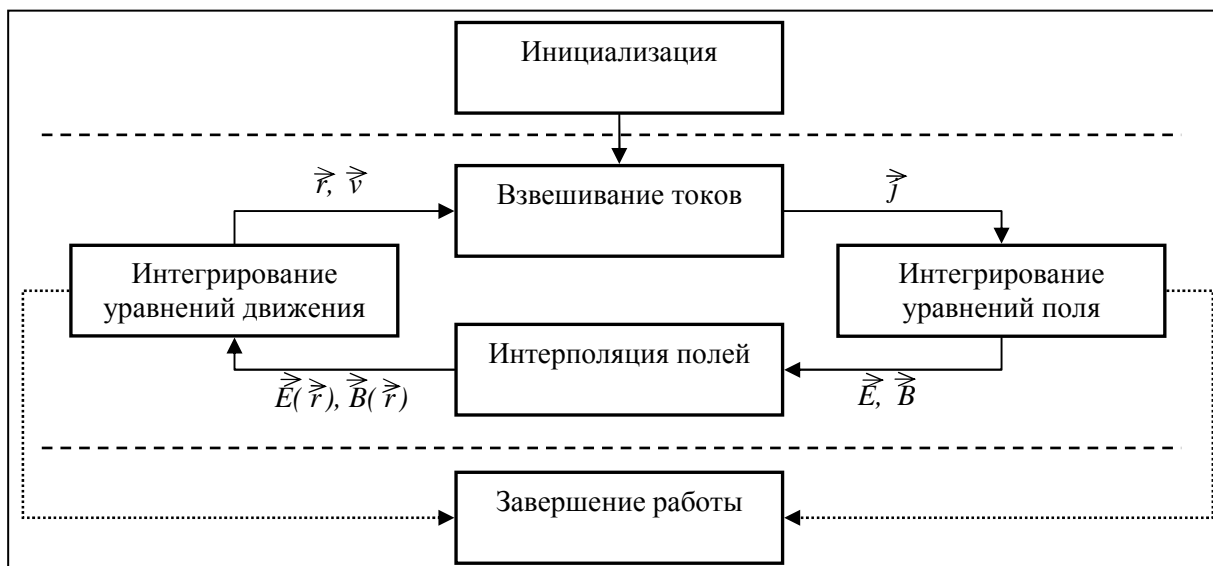 Инициализация
r⃗, v⃗
Взвешивание токов
j⃗
Интегрирование
уравнений движения
Интегрирование
уравнений поля
Интерполяция полей
E⃗( r⃗), B⃗( r⃗)
E⃗, B⃗
Завершение работы